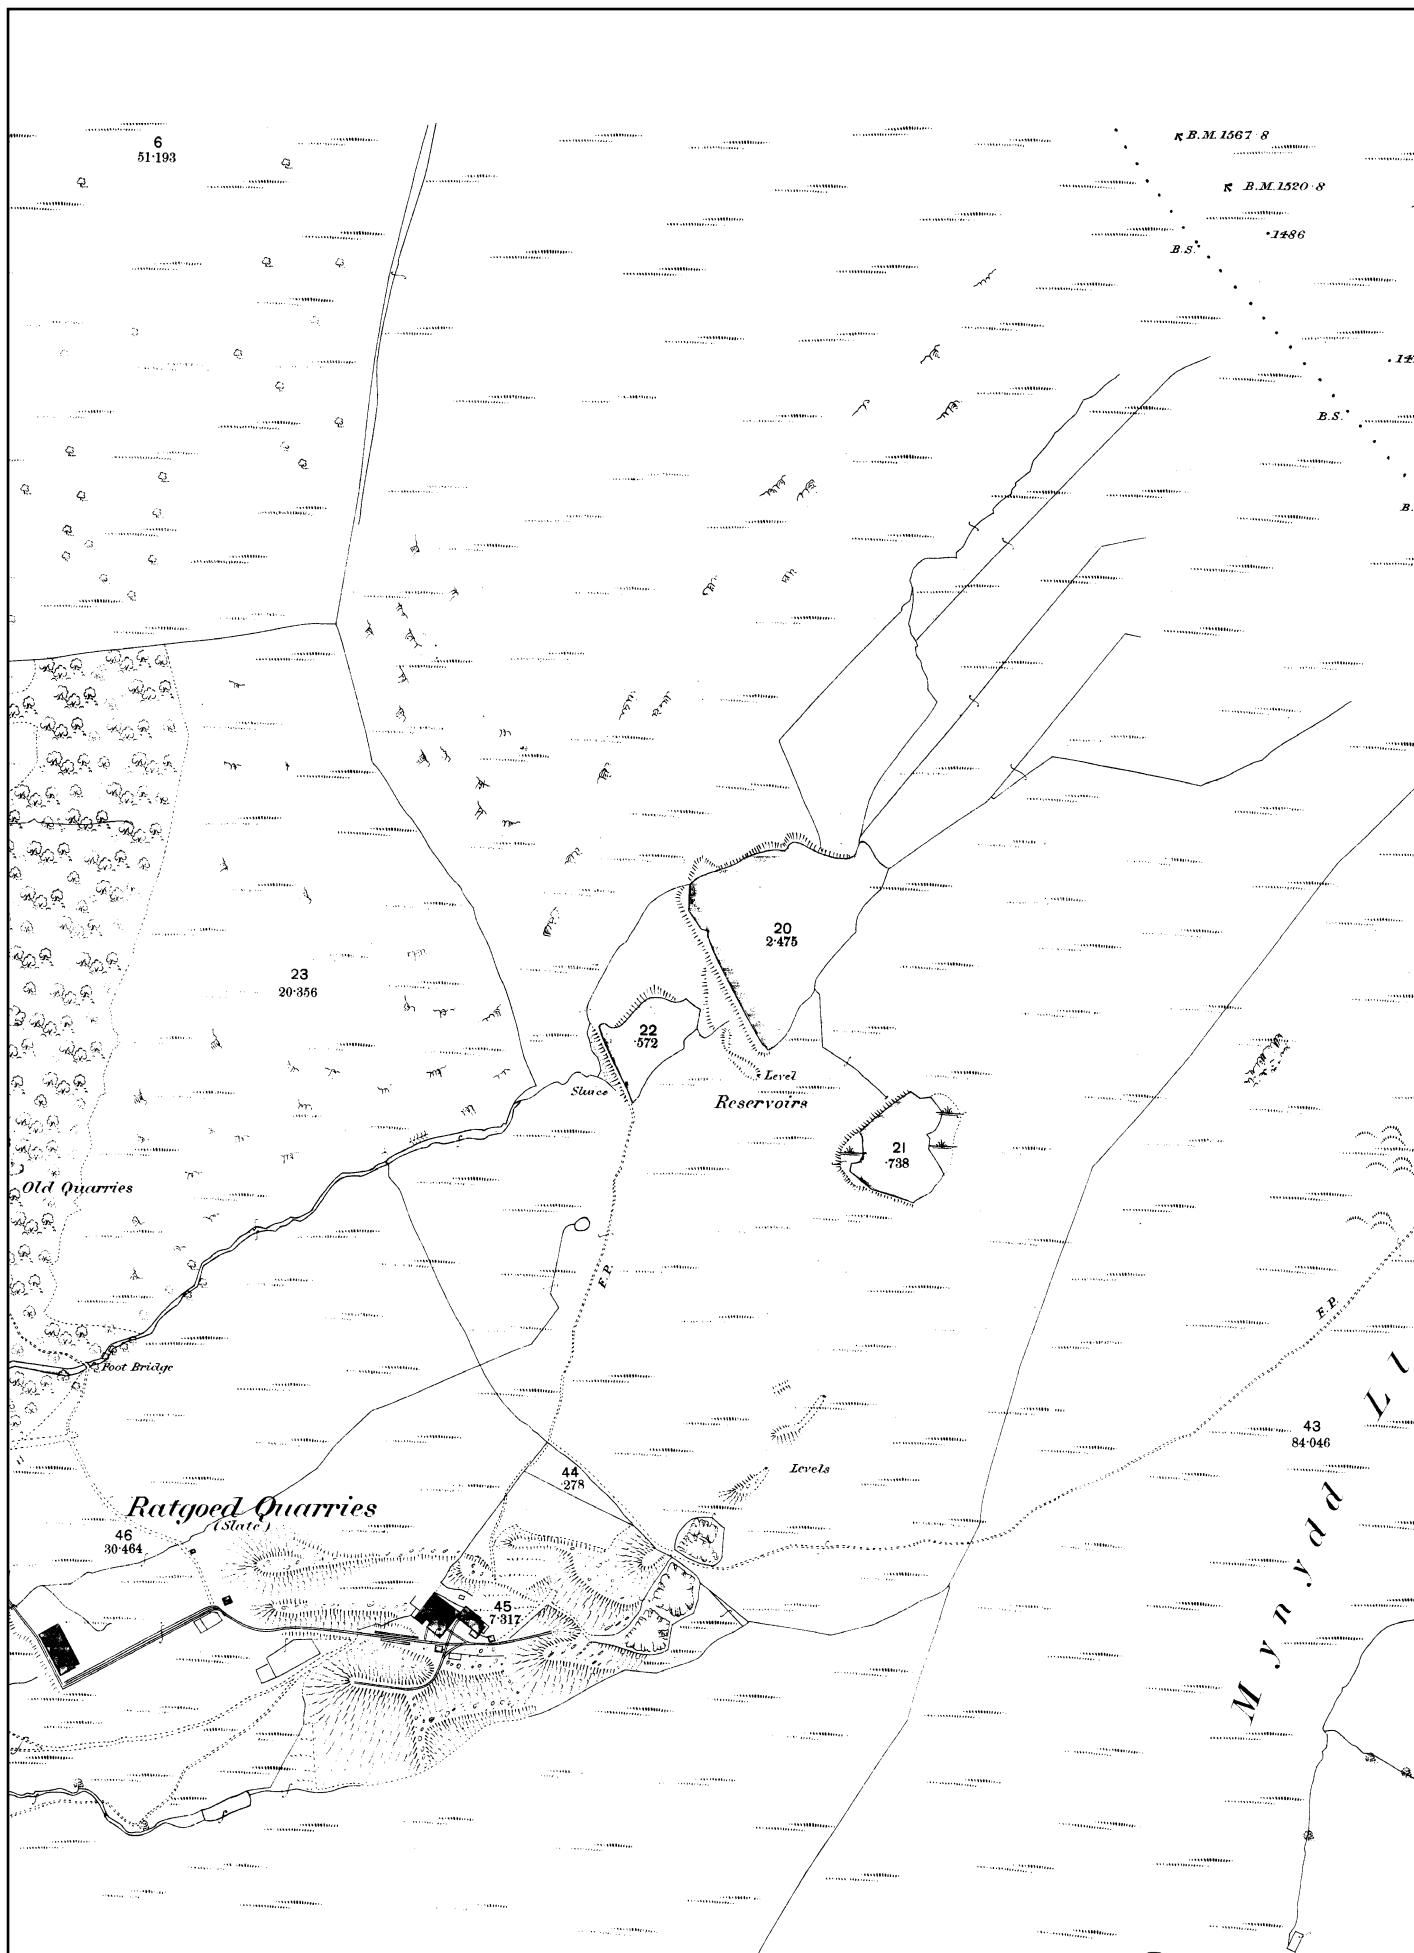 6
51·193
B.M. 1567·8
B.M. 1520·8
·1486
B.S.
B.S.
20
2·475
23
20·356
22
·572
Level
Sluice
Reservoirs
21
·738
Old Quarries
F.P.
F.P.
Foot Bridge
43
84·046
44
·278
Levels
Ratgoed Quarries
(Slate)
46
30·464
45
7·317
Mynydd Ll